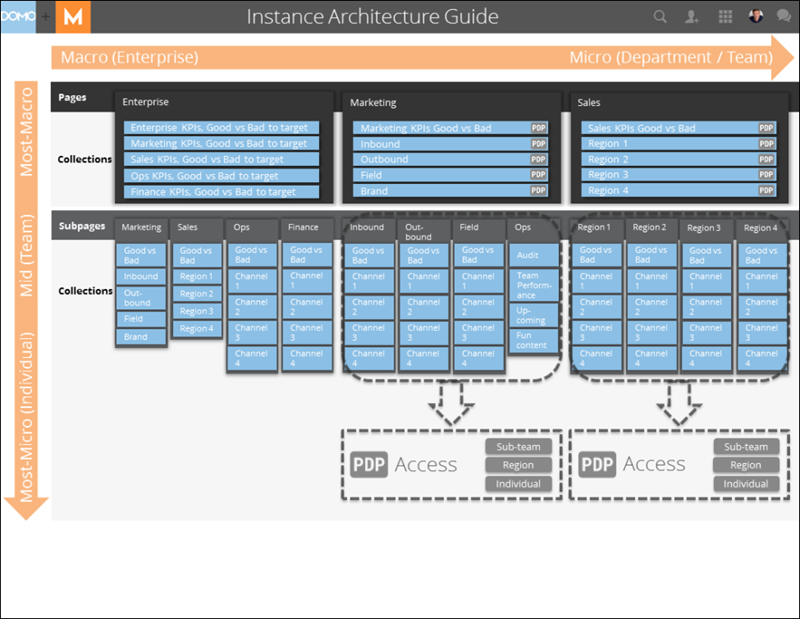 DOMO + M Instance Architecture Guide
Macro (Enterprise) Micro (Department / Team)
Most-Macro
Mid (Team)
Most-Micro (Individual)
Pages
Collections
Enterprise
Enterprise KPIs, Good vs Bad to target
Marketing KPIs, Good vs Bad to target
Sales KPIs, Good vs Bad to target
Ops KPIs, Good vs Bad to target
Finance KPIs, Good vs Bad to target
Marketing
Marketing KPIs Good vs Bad PDP
Inbound PDP
Outbound PDP
Field PDP
Brand PDP
Sales
Sales KPIs Good vs Bad PDP
Region 1 PDP
Region 2 PDP
Region 3 PDP
Region 4 PDP
Subpages
Collections
Marketing
Good vs
Bad
Inbound
Out-
bound
Field
Brand
Sales
Good vs
Bad
Region 1
Region 2
Region 3
Region 4
Ops
Good vs
Bad
Channel
1
Channel
2
Channel
3
Channel
4
Finance
Good vs
Bad
Channel
1
Channel
2
Channel
3
Channel
4
Inbound
Good vs
Bad
Channel
1
Channel
2
Channel
3
Channel
4
Out-
bound
Good vs
Bad
Channel
1
Channel
2
Channel
3
Channel
4
Field
Good vs
Bad
Channel
1
Channel
2
Channel
3
Channel
4
Ops
Audit
Team
Perform-
ance
Up-
coming
Fun
content
Region 1
Good vs
Bad
Channel
1
Channel
2
Channel
3
Channel
4
Region 2
Good vs
Bad
Channel
1
Channel
2
Channel
3
Channel
4
Region 3
Good vs
Bad
Channel
1
Channel
2
Channel
3
Channel
4
Region 4
Good vs
Bad
Channel
1
Channel
2
Channel
3
Channel
4
PDP Access
Sub-team
Region
Individual
PDP Access
Sub-team
Region
Individual